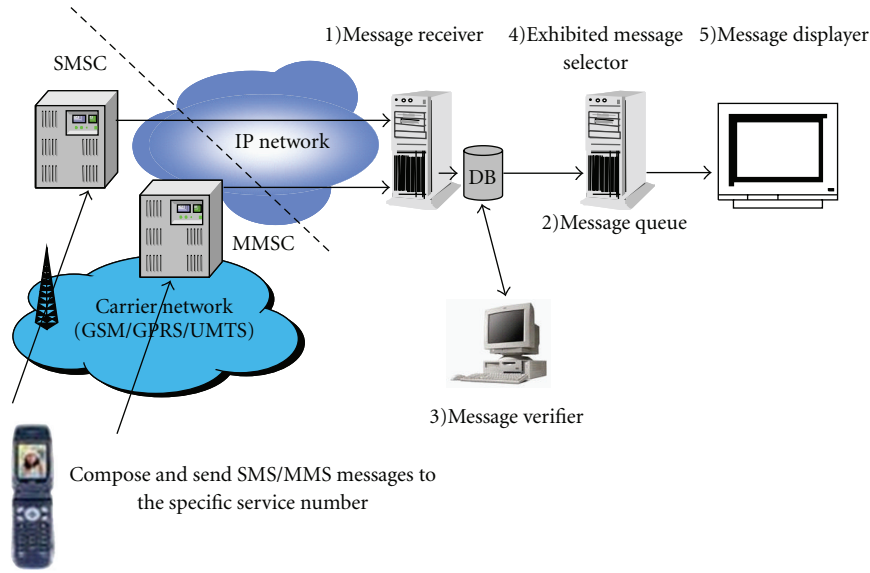 1)Message receiver
4)Exhibited message
selector
5)Message displayer
SMSC
IP network
DB
2)Message queue
MMSC
Carrier network
(GSM/GPRS/UMTS)
3)Message verifier
Compose and send SMS/MMS messages to
the specific service number